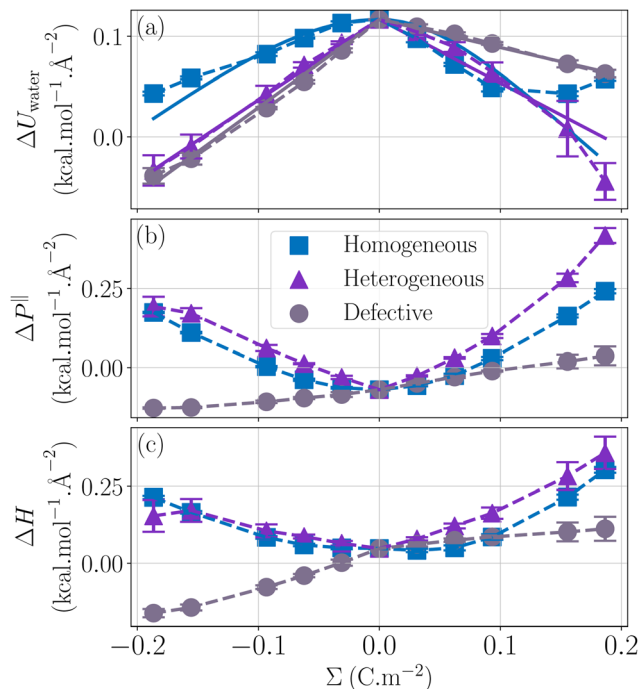 (a)
ΔU_water
(kcal.mol⁻¹.Å⁻²)
0.1
0.0
(b)
Homogeneous
Heterogeneous
Defective
ΔP^∥
(kcal.mol⁻¹.Å⁻²)
0.25
0.00
(c)
ΔH
(kcal.mol⁻¹.Å⁻²)
0.25
0.00
−0.2 −0.1 0.0 0.1 0.2
Σ (C.m⁻²)